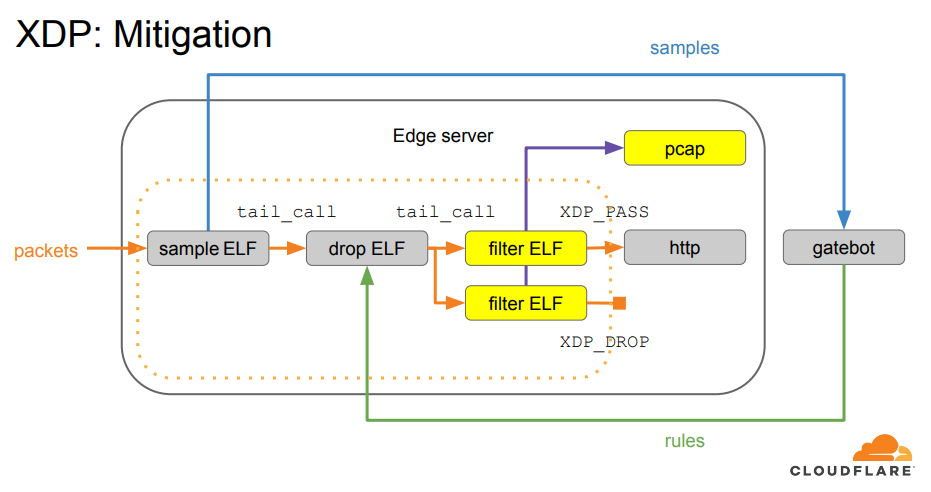 XDP: Mitigation
samples
Edge server
pcap
tail_call
tail_call
XDP_PASS
packets
sample ELF
drop ELF
filter ELF
http
gatebot
filter ELF
XDP_DROP
rules
CLOUDFLARE